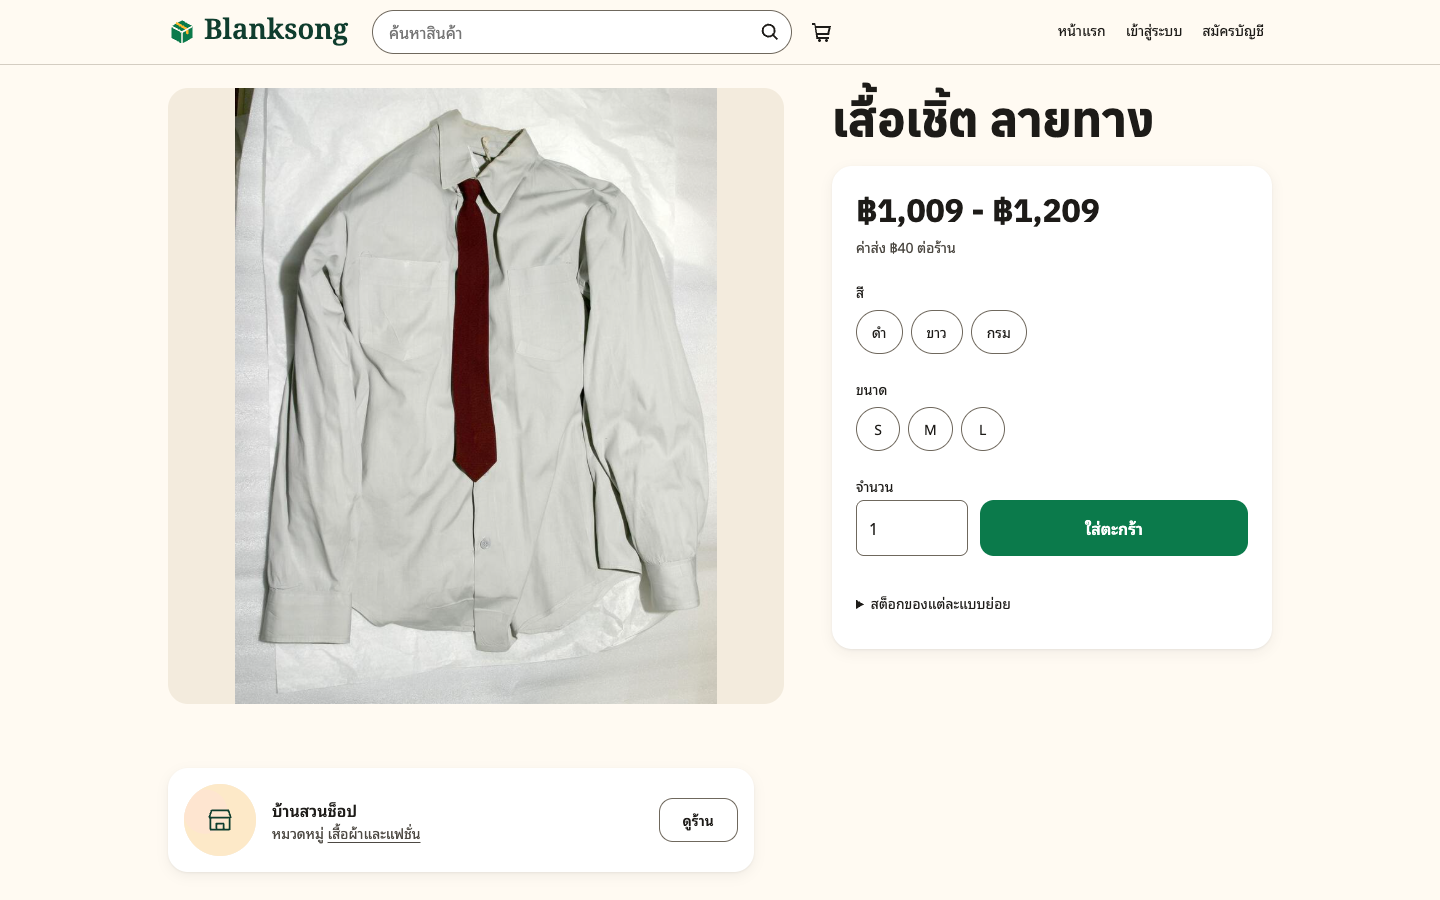 Blanksong
ค้นหาสินค้า
หน้าแรก เข้าสู่ระบบ สมัครบัญชี
เสื้อเชิ้ต ลายทาง
฿1,009 - ฿1,209
ค่าส่ง ฿40 ต่อร้าน
สี
ดำ ขาว กรม
ขนาด
S M L
จำนวน
1 ใส่ตะกร้า
สต็อกของแต่ละแบบย่อย
บ้านสวนช็อป
หมวดหมู่ เสื้อผ้าและแฟชั่น
ดูร้าน